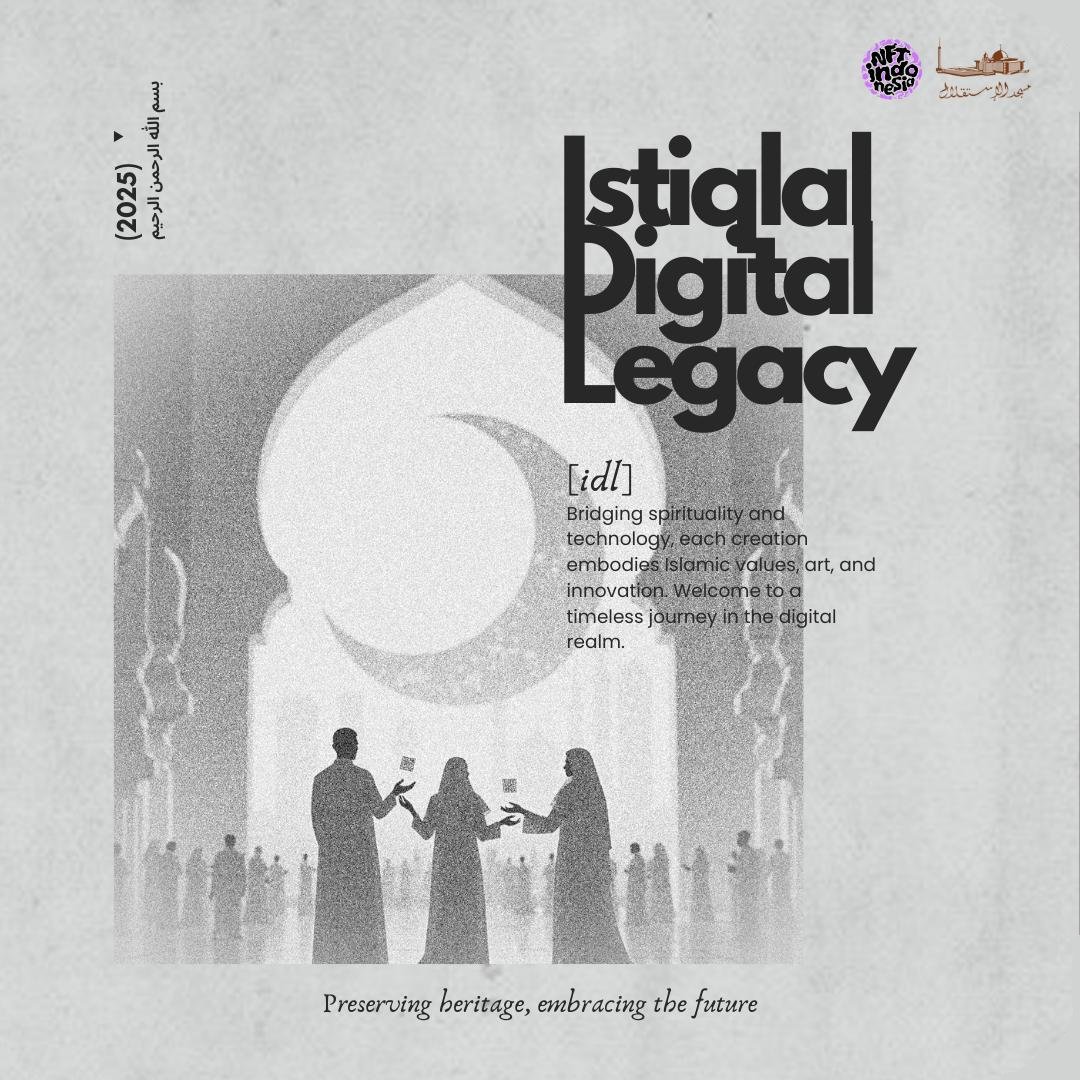 (2025)
بسم الله الرحمن الرحيم
NFT
indo
nesia
مسجد الإستقلال
Istiqlal
Digital
Legacy
[idl]
Bridging spirituality and
technology, each creation
embodies Islamic values, art, and
innovation. Welcome to a
timeless journey in the digital
realm.
Preserving heritage, embracing the future